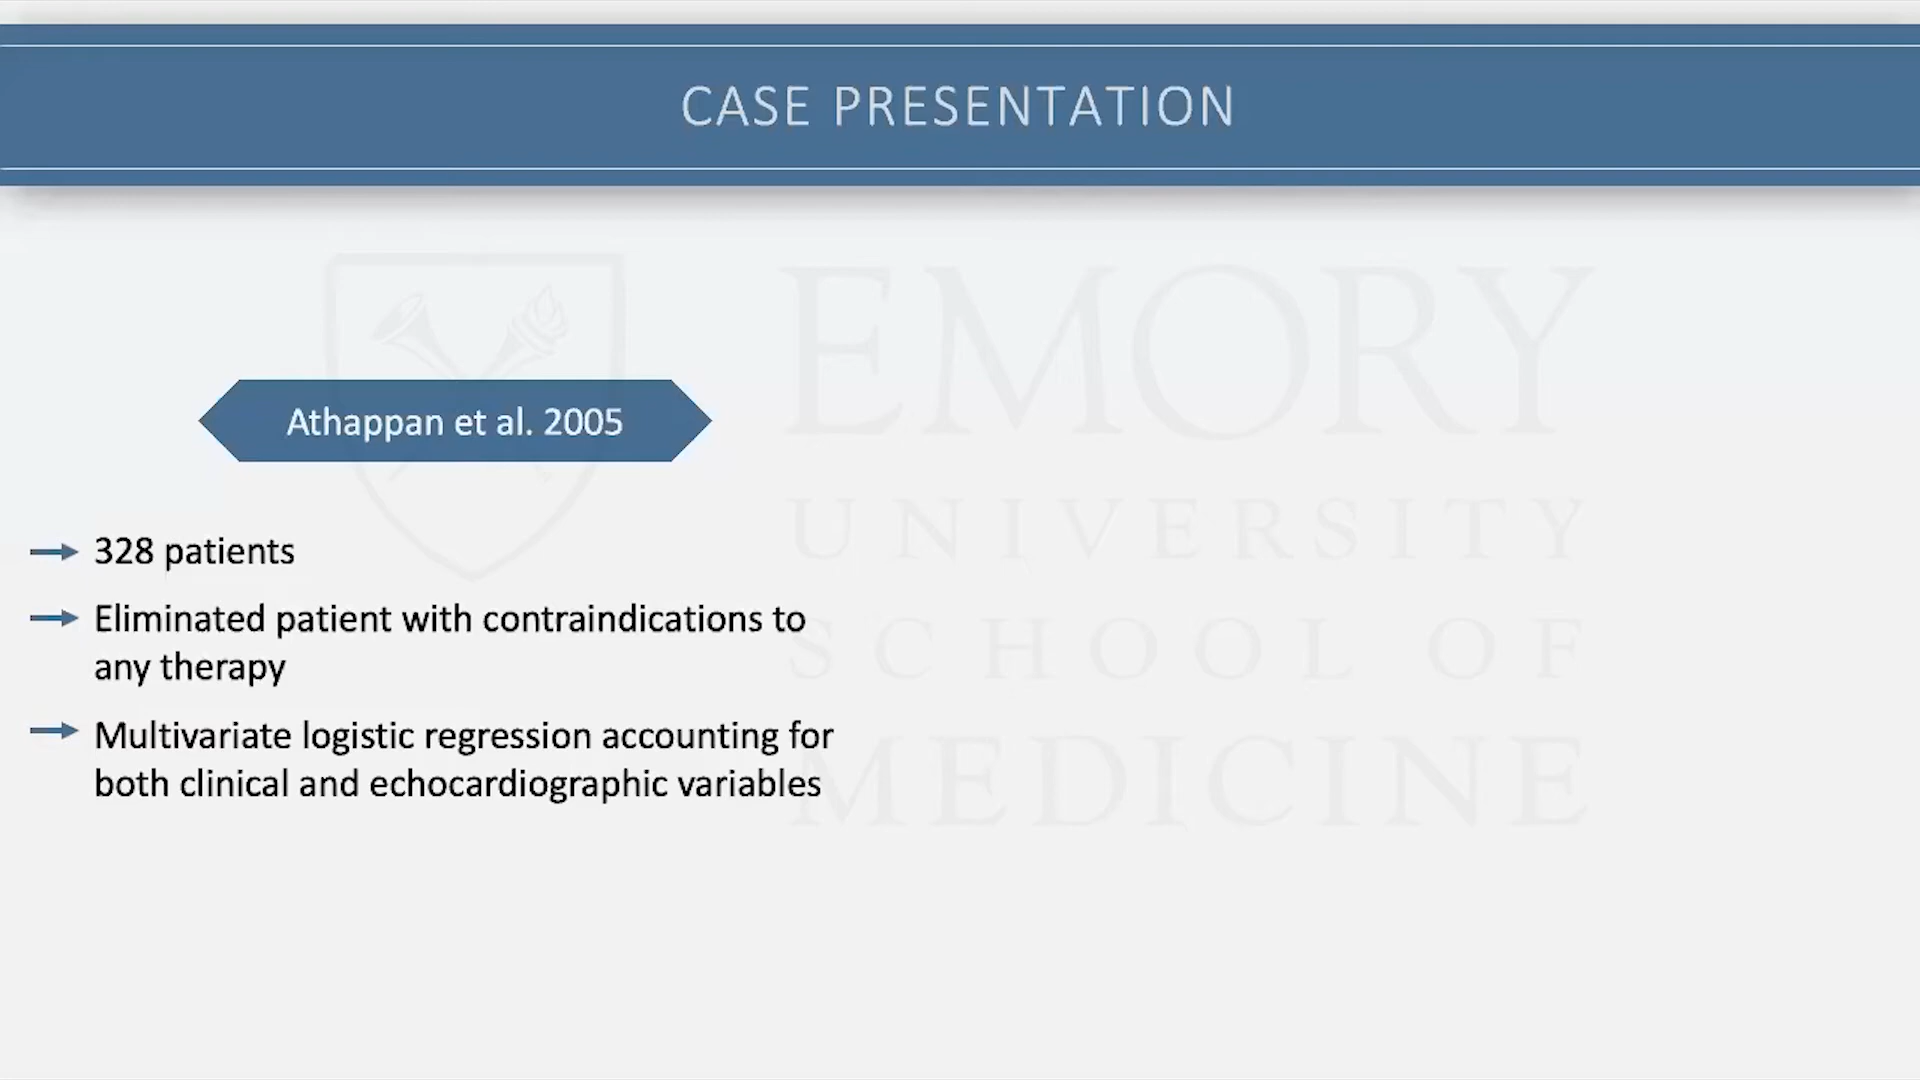 CASE PRESENTATION
EMORY
UNIVERSITY
SCHOOL OF
MEDICINE
Athappan et al. 2005
328 patients
Eliminated patient with contraindications to
any therapy
Multivariate logistic regression accounting for
both clinical and echocardiographic variables